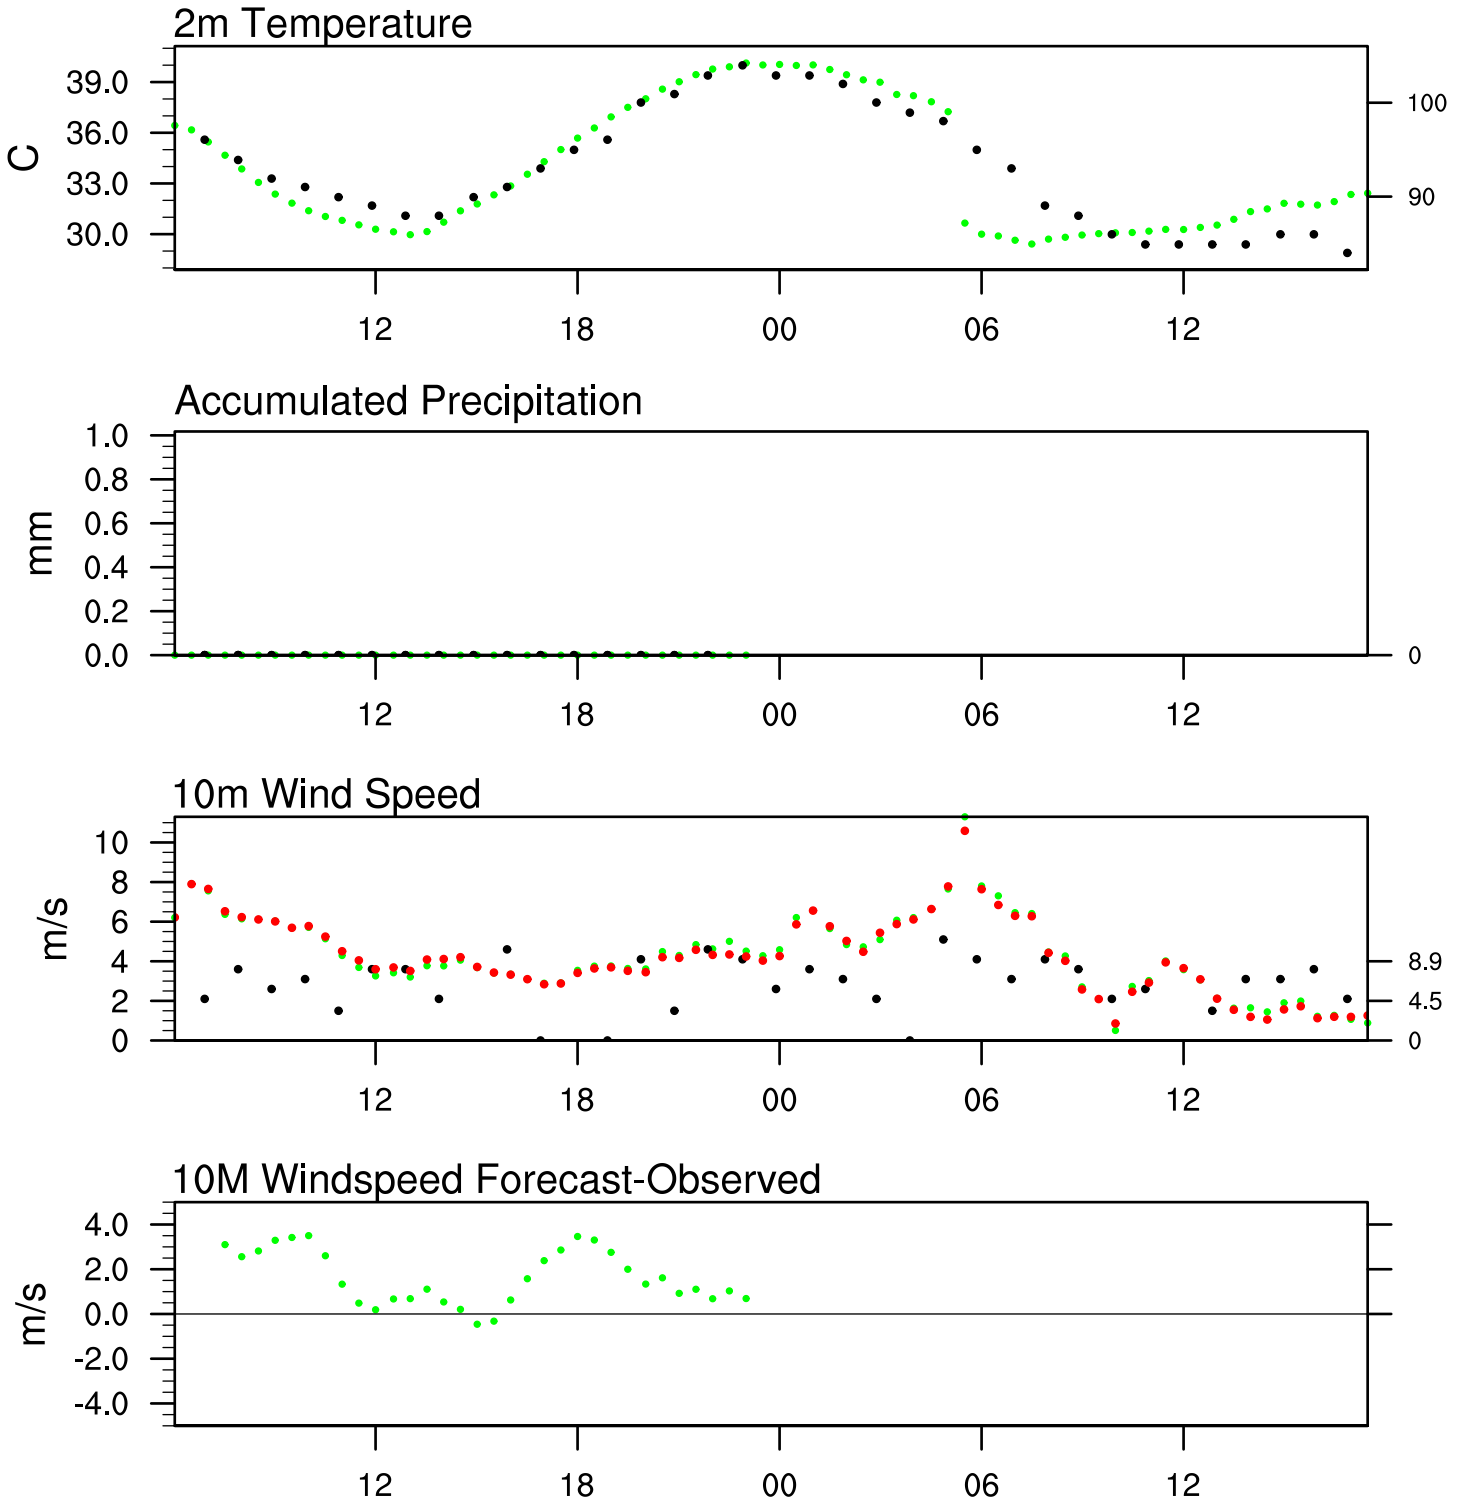 2m Temperature
39.0
36.0
33.0
30.0
C
100
90
12 18 00 06 12
Accumulated Precipitation
1.0
0.8
0.6
0.4
0.2
0.0
mm
0
12 18 00 06 12
10m Wind Speed
10
8
6
4
2
0
m/s
8.9
4.5
0
12 18 00 06 12
10M Windspeed Forecast-Observed
4.0
2.0
0.0
-2.0
-4.0
m/s
12 18 00 06 12